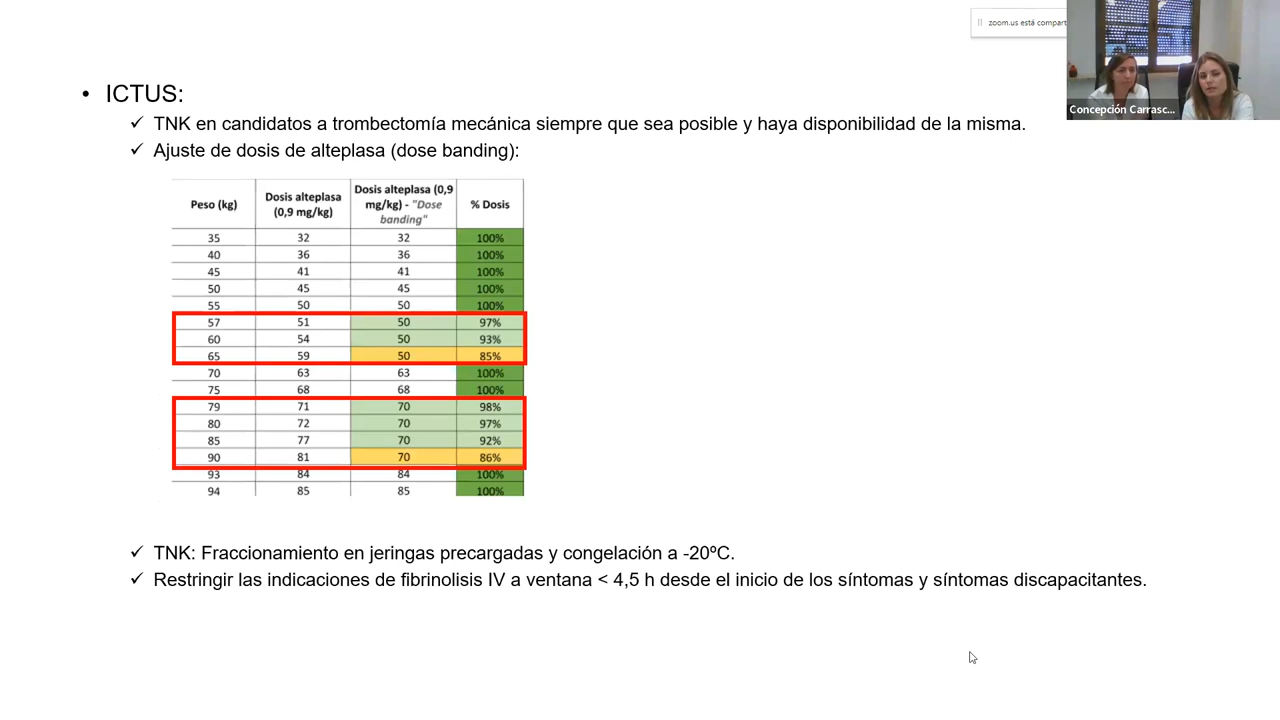 zoom.us está compart
Concepción Carrasc...
• ICTUS:
✓ TNK en candidatos a trombectomía mecánica siempre que sea posible y haya disponibilidad de la misma.
✓ Ajuste de dosis de alteplasa (dose banding):
Peso (kg) Dosis alteplasa (0,9 mg/kg) Dosis alteplasa (0,9 mg/kg) - "Dose banding" % Dosis
35 32 32 100%
40 36 36 100%
45 41 41 100%
50 45 45 100%
55 50 50 100%
57 51 50 97%
60 54 50 93%
65 59 50 85%
70 63 63 100%
75 68 68 100%
79 71 70 98%
80 72 70 97%
85 77 70 92%
90 81 70 86%
93 84 84 100%
94 85 85 100%
✓ TNK: Fraccionamiento en jeringas precargadas y congelación a -20ºC.
✓ Restringir las indicaciones de fibrinolisis IV a ventana < 4,5 h desde el inicio de los síntomas y síntomas discapacitantes.